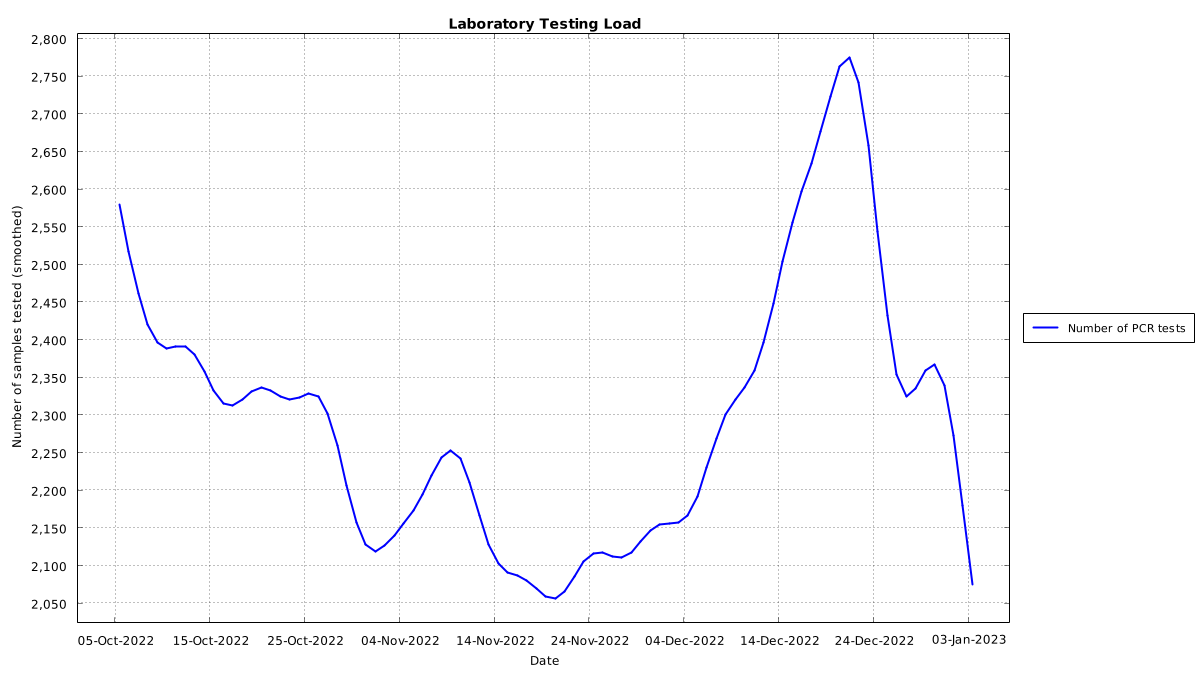 Laboratory Testing Load
2,800
2,750
2,700
2,650
2,600
2,550
2,500
2,450
2,400
2,350
2,300
2,250
2,200
2,150
2,100
2,050
Number of samples tested (smoothed)
05-Oct-2022
15-Oct-2022
25-Oct-2022
04-Nov-2022
14-Nov-2022
24-Nov-2022
04-Dec-2022
14-Dec-2022
24-Dec-2022
03-Jan-2023
Date
Number of PCR tests